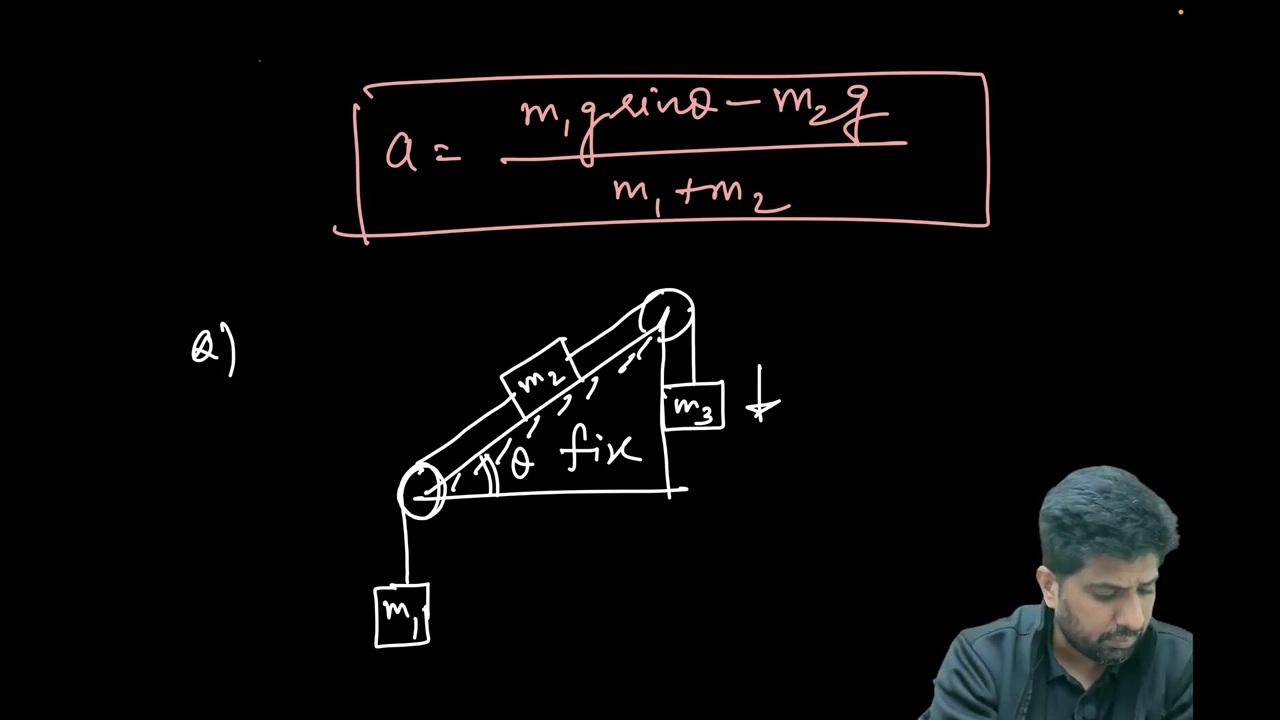 a = m₁g sinθ − m₂g
m₁ + m₂
Q)
m₂
m₃
θ fix
m₁